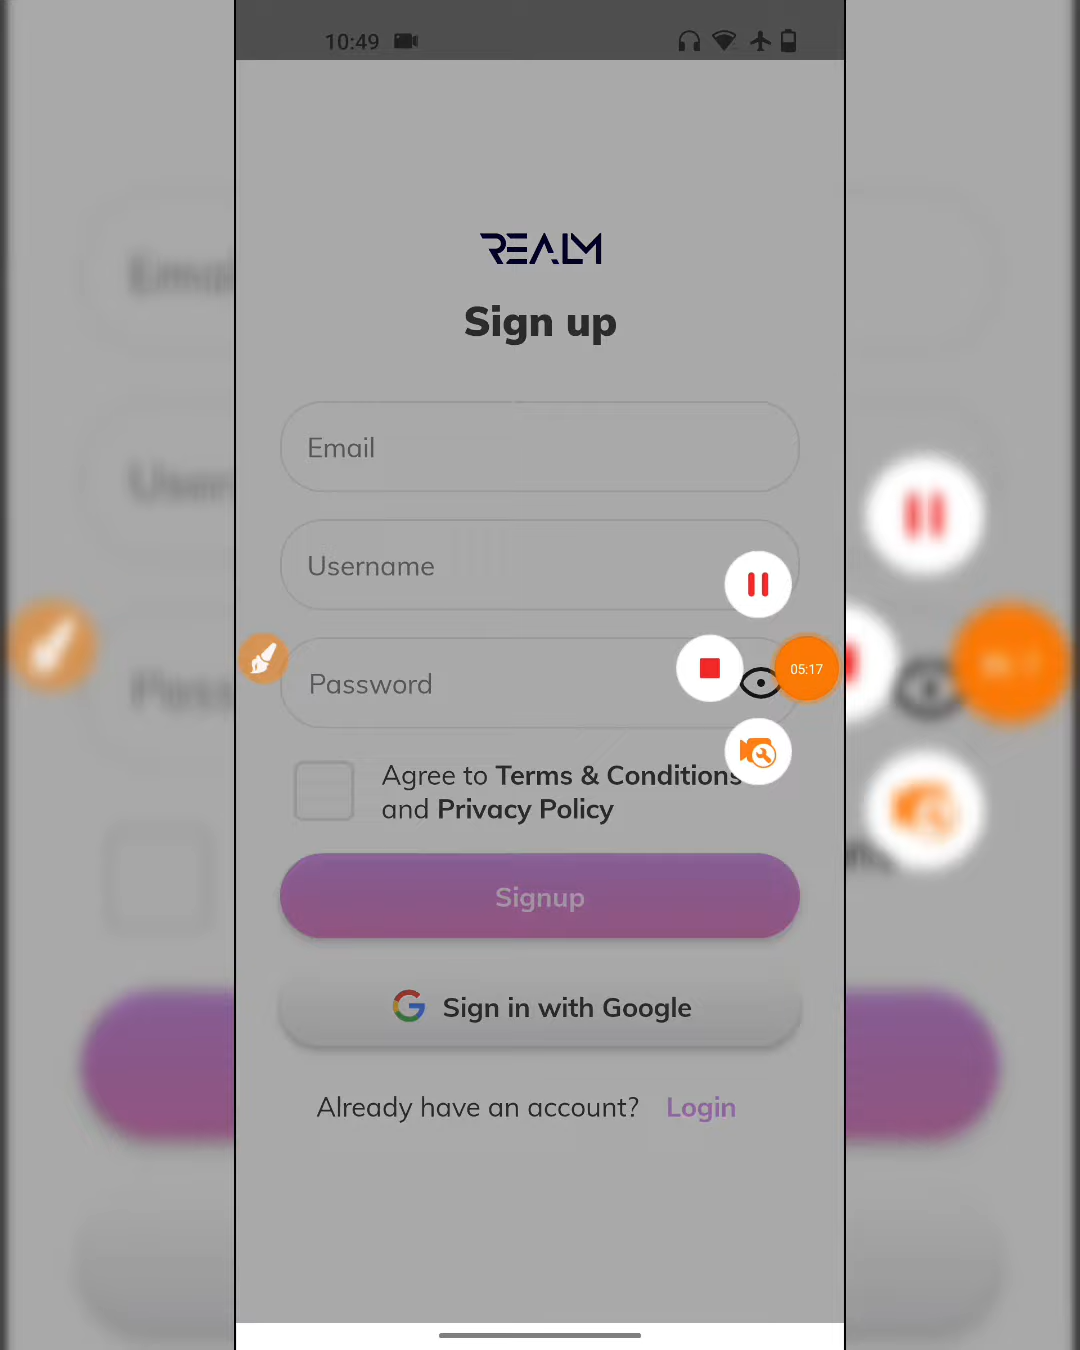 10:49
REALM
Sign up
Email
Username
Password
05:17
Agree to Terms & Conditions
and Privacy Policy
Signup
Sign in with Google
Already have an account? Login